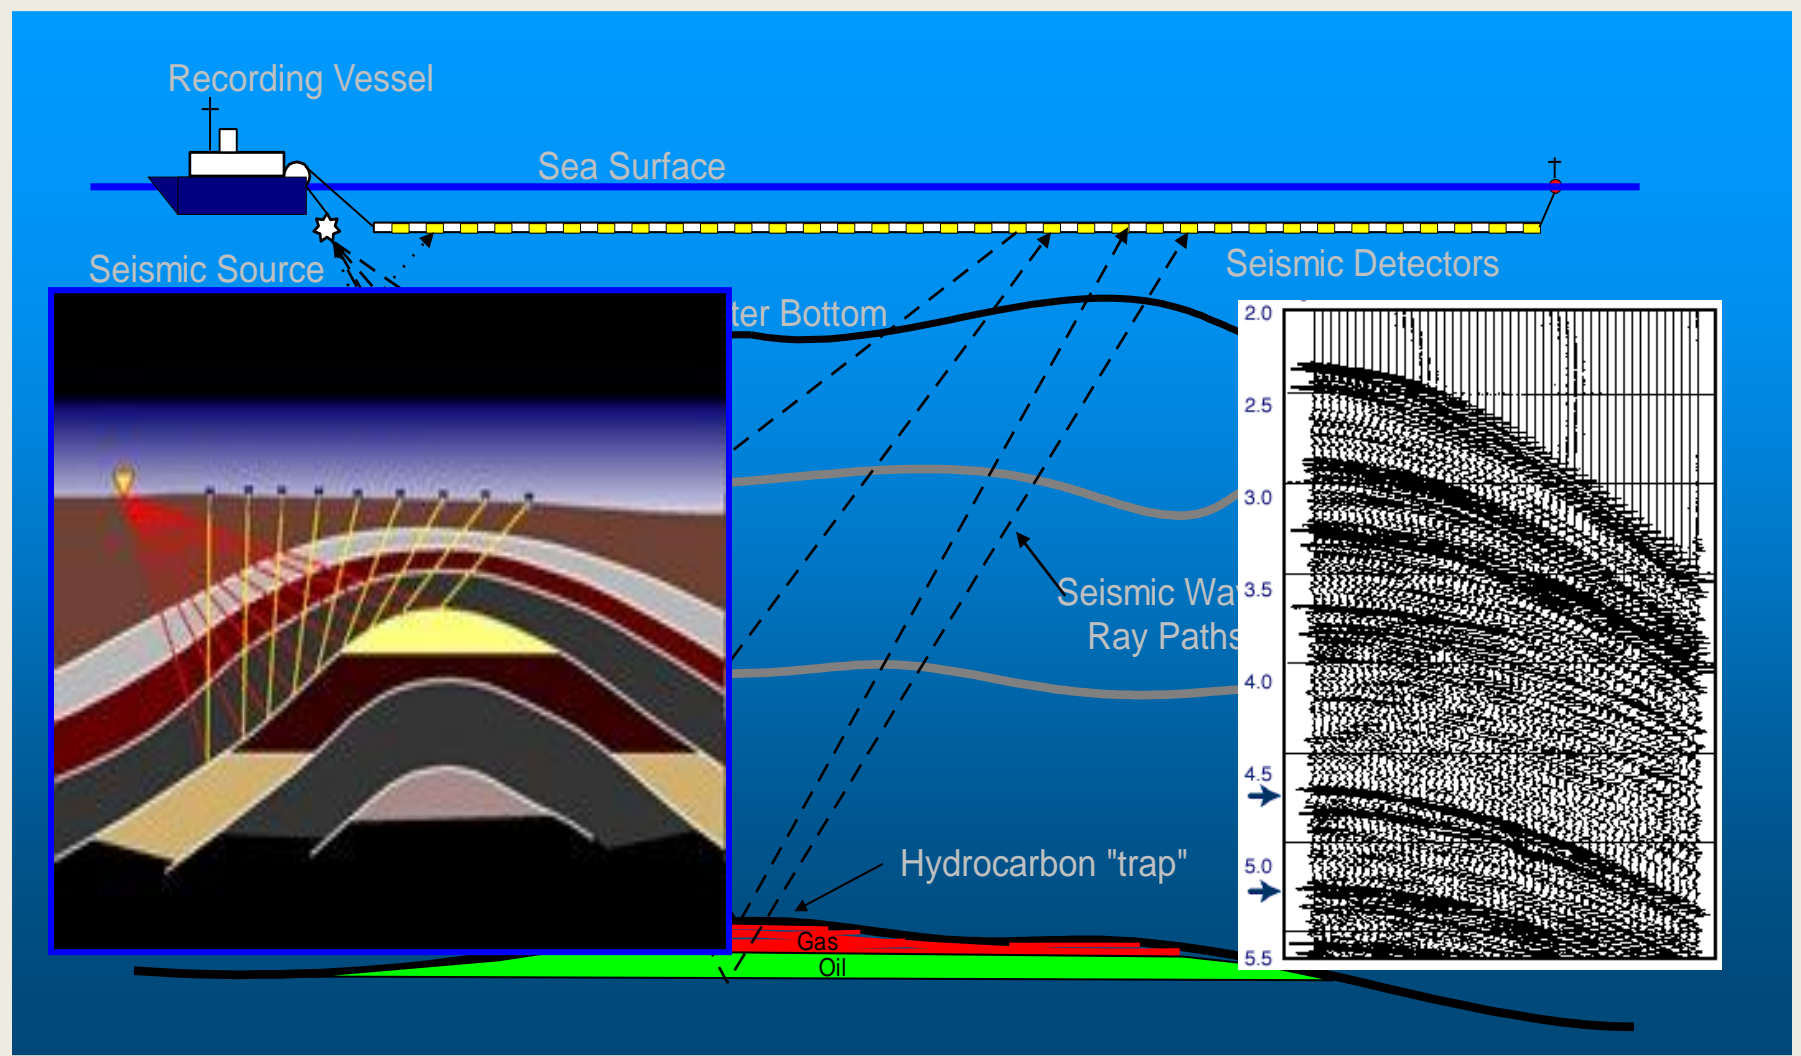 Recording Vessel
Sea Surface
Seismic Source
Seismic Detectors
ter Bottom
2.0
2.5
3.0
3.5
4.0
4.5
5.0
5.5
Seismic Wav
Ray Paths
Hydrocarbon "trap"
Gas
Oil